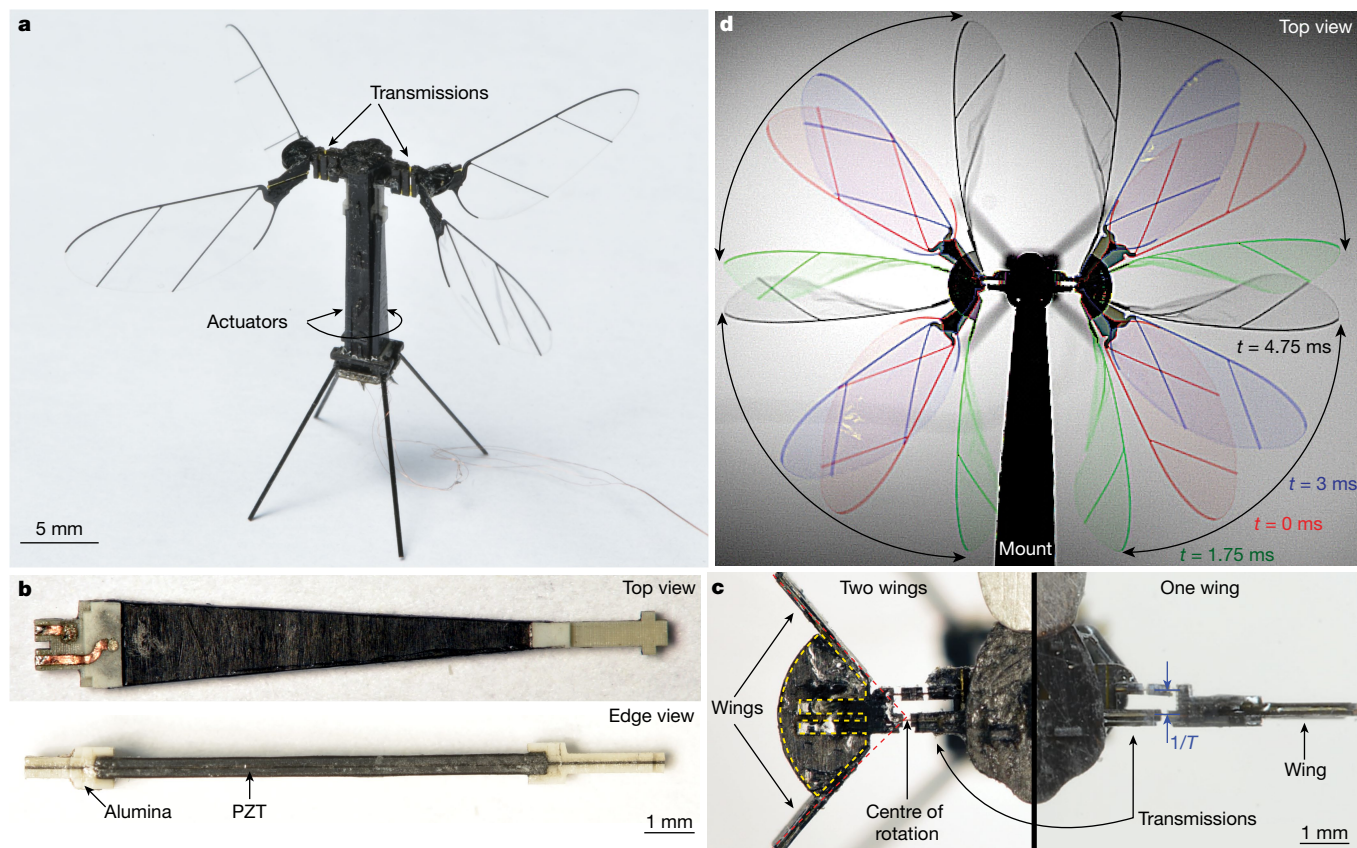 a
Transmissions
Actuators
5 mm
d
Top view
t = 4.75 ms
t = 3 ms
t = 0 ms
t = 1.75 ms
Mount
b
Top view
Edge view
Alumina
PZT
1 mm
c
Two wings
One wing
Wings
1/T
Wing
Centre of
rotation
Transmissions
1 mm